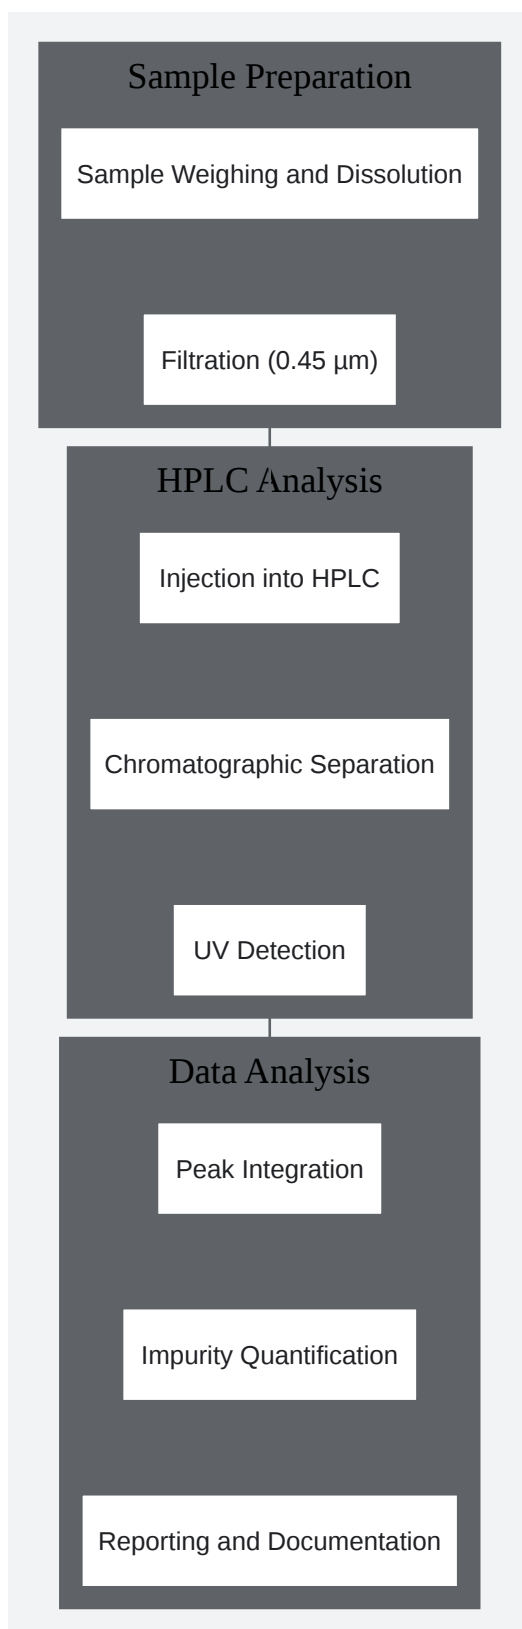 Sample Preparation
Sample Weighing and Dissolution
Filtration (0.45 µm)
HPLC Analysis
Injection into HPLC
Chromatographic Separation
UV Detection
Data Analysis
Peak Integration
Impurity Quantification
Reporting and Documentation